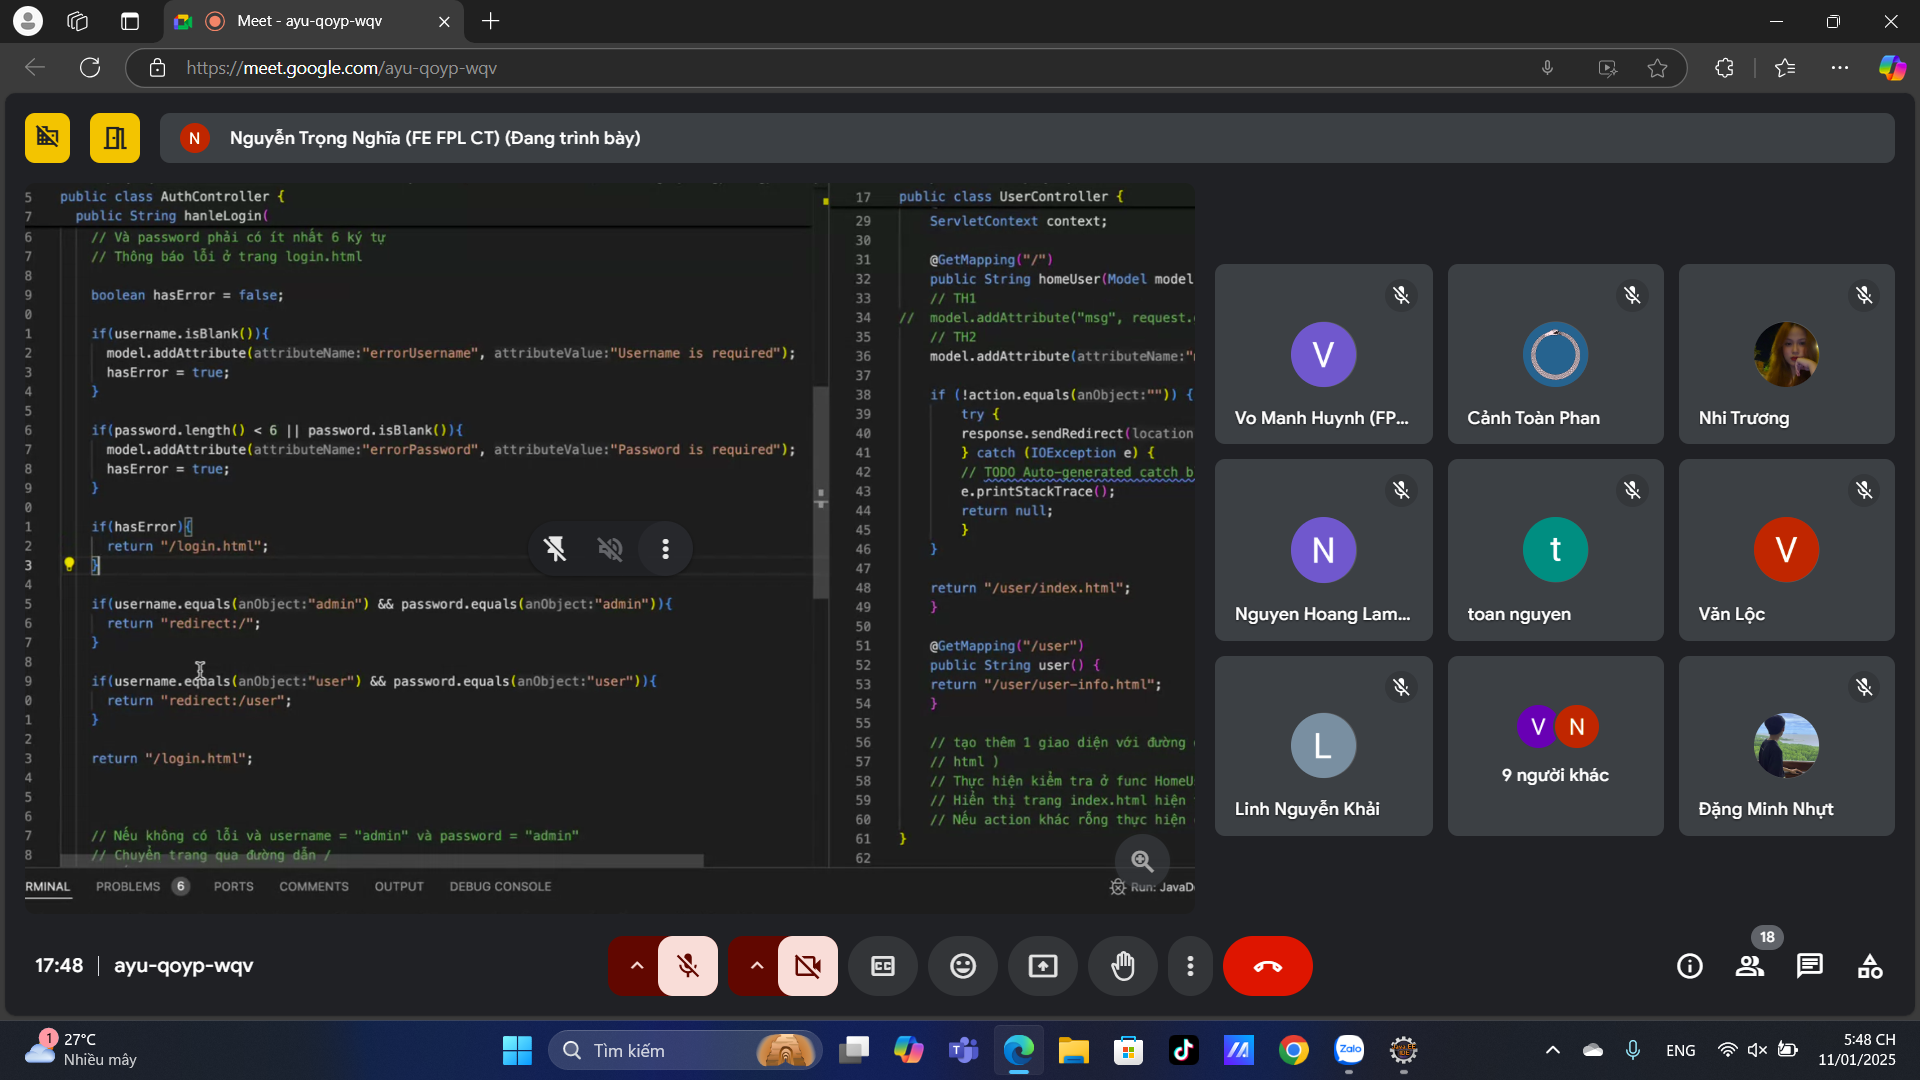 Meet - ayu-qoyp-wqv
https://meet.google.com/ayu-qoyp-wqv
N Nguyễn Trọng Nghĩa (FE FPL CT) (Đang trình bày)
5 public class AuthController {
7 public String hanleLogin(
6 // Và password phải có ít nhất 6 ký tự
7 // Thông báo lỗi ở trang login.html
8
9 boolean hasError = false;
0
1 if(username.isBlank()){
2 model.addAttribute(attributeName:"errorUsername", attributeValue:"Username is required");
3 hasError = true;
4 }
5
6 if(password.length() < 6 || password.isBlank()){
7 model.addAttribute(attributeName:"errorPassword", attributeValue:"Password is required");
8 hasError = true;
9 }
0
1 if(hasError){
2 return "/login.html";
3 }
4
5 if(username.equals(anObject:"admin") && password.equals(anObject:"admin")){
6 return "redirect:/";
7 }
8
9 if(username.equals(anObject:"user") && password.equals(anObject:"user")){
0 return "redirect:/user";
1 }
2
3 return "/login.html";
4
5
6
7 // Nếu không có lỗi và username = "admin" và password = "admin"
8 // Chuyển trang qua đường dẫn /
17 public class UserController {
29 ServletContext context;
30
31 @GetMapping("/")
32 public String homeUser(Model model
33 // TH1
34 // model.addAttribute("msg", request.
35 // TH2
36 model.addAttribute(attributeName:"
37
38 if (!action.equals(anObject:"")) {
39 try {
40 response.sendRedirect(location
41 } catch (IOException e) {
42 // TODO Auto-generated catch b
43 e.printStackTrace();
44 return null;
45 }
46 }
47
48 return "/user/index.html";
49 }
50
51 @GetMapping("/user")
52 public String user() {
53 return "/user/user-info.html";
54 }
55
56 // tạo thêm 1 giao diện với đường
57 // html )
58 // Thực hiện kiểm tra ở func HomeU
59 // Hiển thị trang index.html hiện
60 // Nếu action khác rỗng thực hiện
61 }
62
RMINAL PROBLEMS 6 PORTS COMMENTS OUTPUT DEBUG CONSOLE
Run: JavaD
V
Vo Manh Huynh (FP...
Cảnh Toàn Phan
Nhi Trương
N
Nguyen Hoang Lam...
t
toan nguyen
V
Văn Lộc
L
Linh Nguyễn Khải
V N
9 người khác
Đặng Minh Nhựt
17:48 | ayu-qoyp-wqv
CC
18
1
27°C
Nhiều mây
Tìm kiếm
Zalo
ENG
5:48 CH
11/01/2025